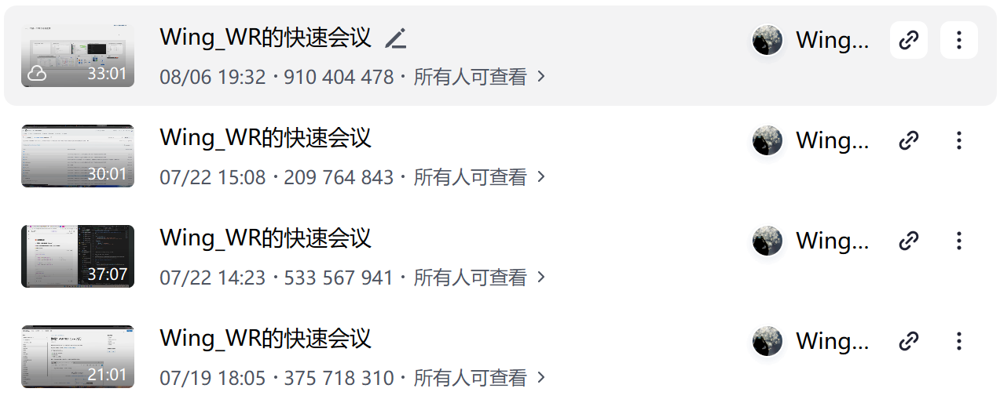 Wing_WR的快速会议
Wing...
33:01
08/06 19:32 · 910 404 478 · 所有人可查看
Wing_WR的快速会议
Wing...
30:01
07/22 15:08 · 209 764 843 · 所有人可查看
Wing_WR的快速会议
Wing...
37:07
07/22 14:23 · 533 567 941 · 所有人可查看
Wing_WR的快速会议
Wing...
21:01
07/19 18:05 · 375 718 310 · 所有人可查看